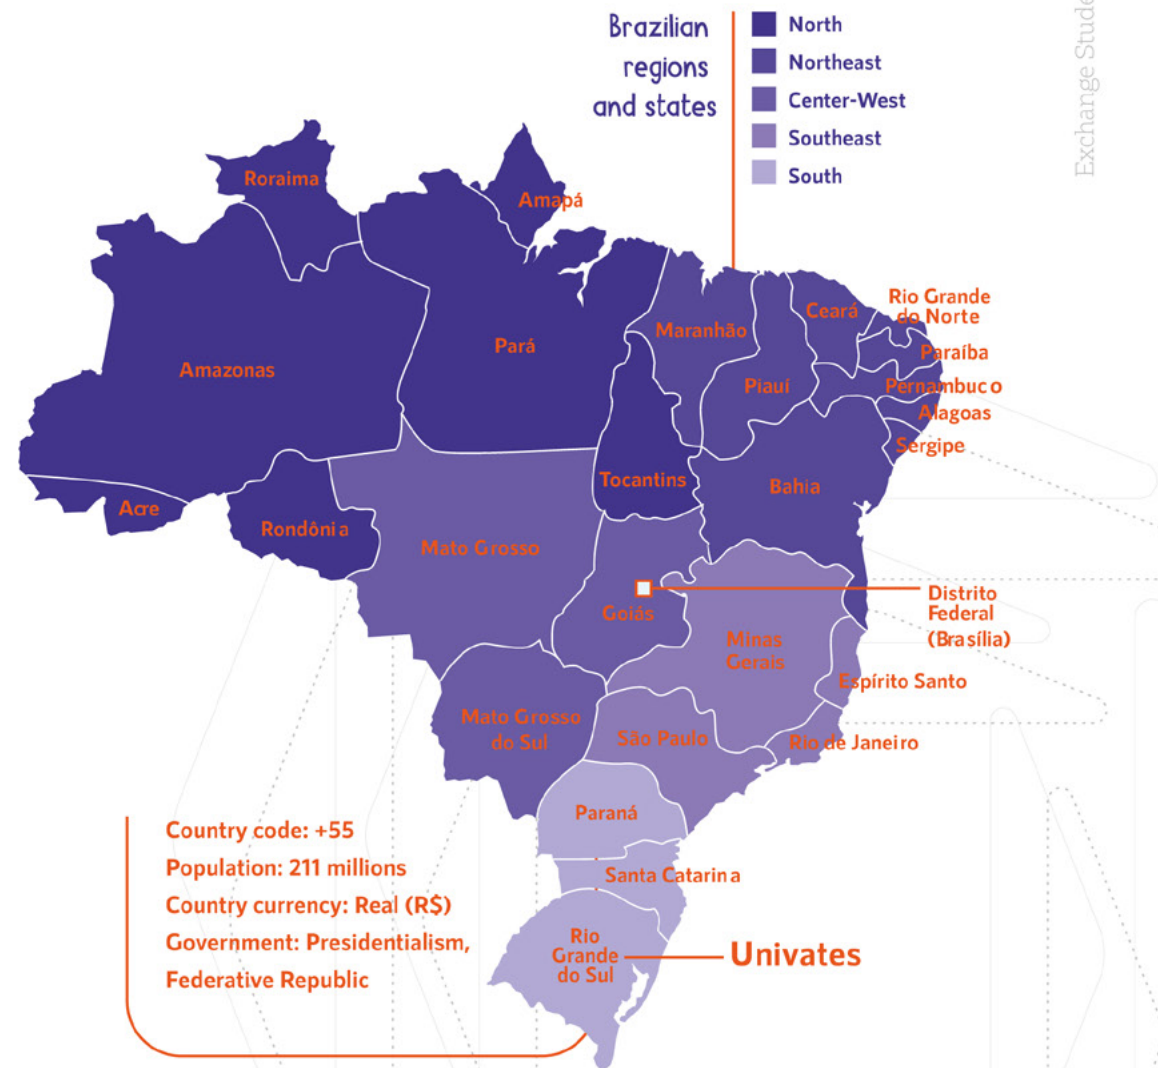 Brazilian
regions
and states
North
Northeast
Center-West
Southeast
South
Exchange Stude
Roraima
Amapá
Amazonas
Pará
Maranhão
Ceará
Rio Grande
do Norte
Paraíba
Piauí
Pernambuco
Alagoas
Sergipe
Acre
Rondônia
Tocantins
Bahia
Mato Grosso
Goiás
Distrito
Federal
(Brasília)
Minas
Gerais
Espírito Santo
Mato Grosso
do Sul
São Paulo
Rio de Janeiro
Paraná
Santa Catarina
Rio
Grande
do Sul
Univates
Country code: +55
Population: 211 millions
Country currency: Real (R$)
Government: Presidentialism,
Federative Republic